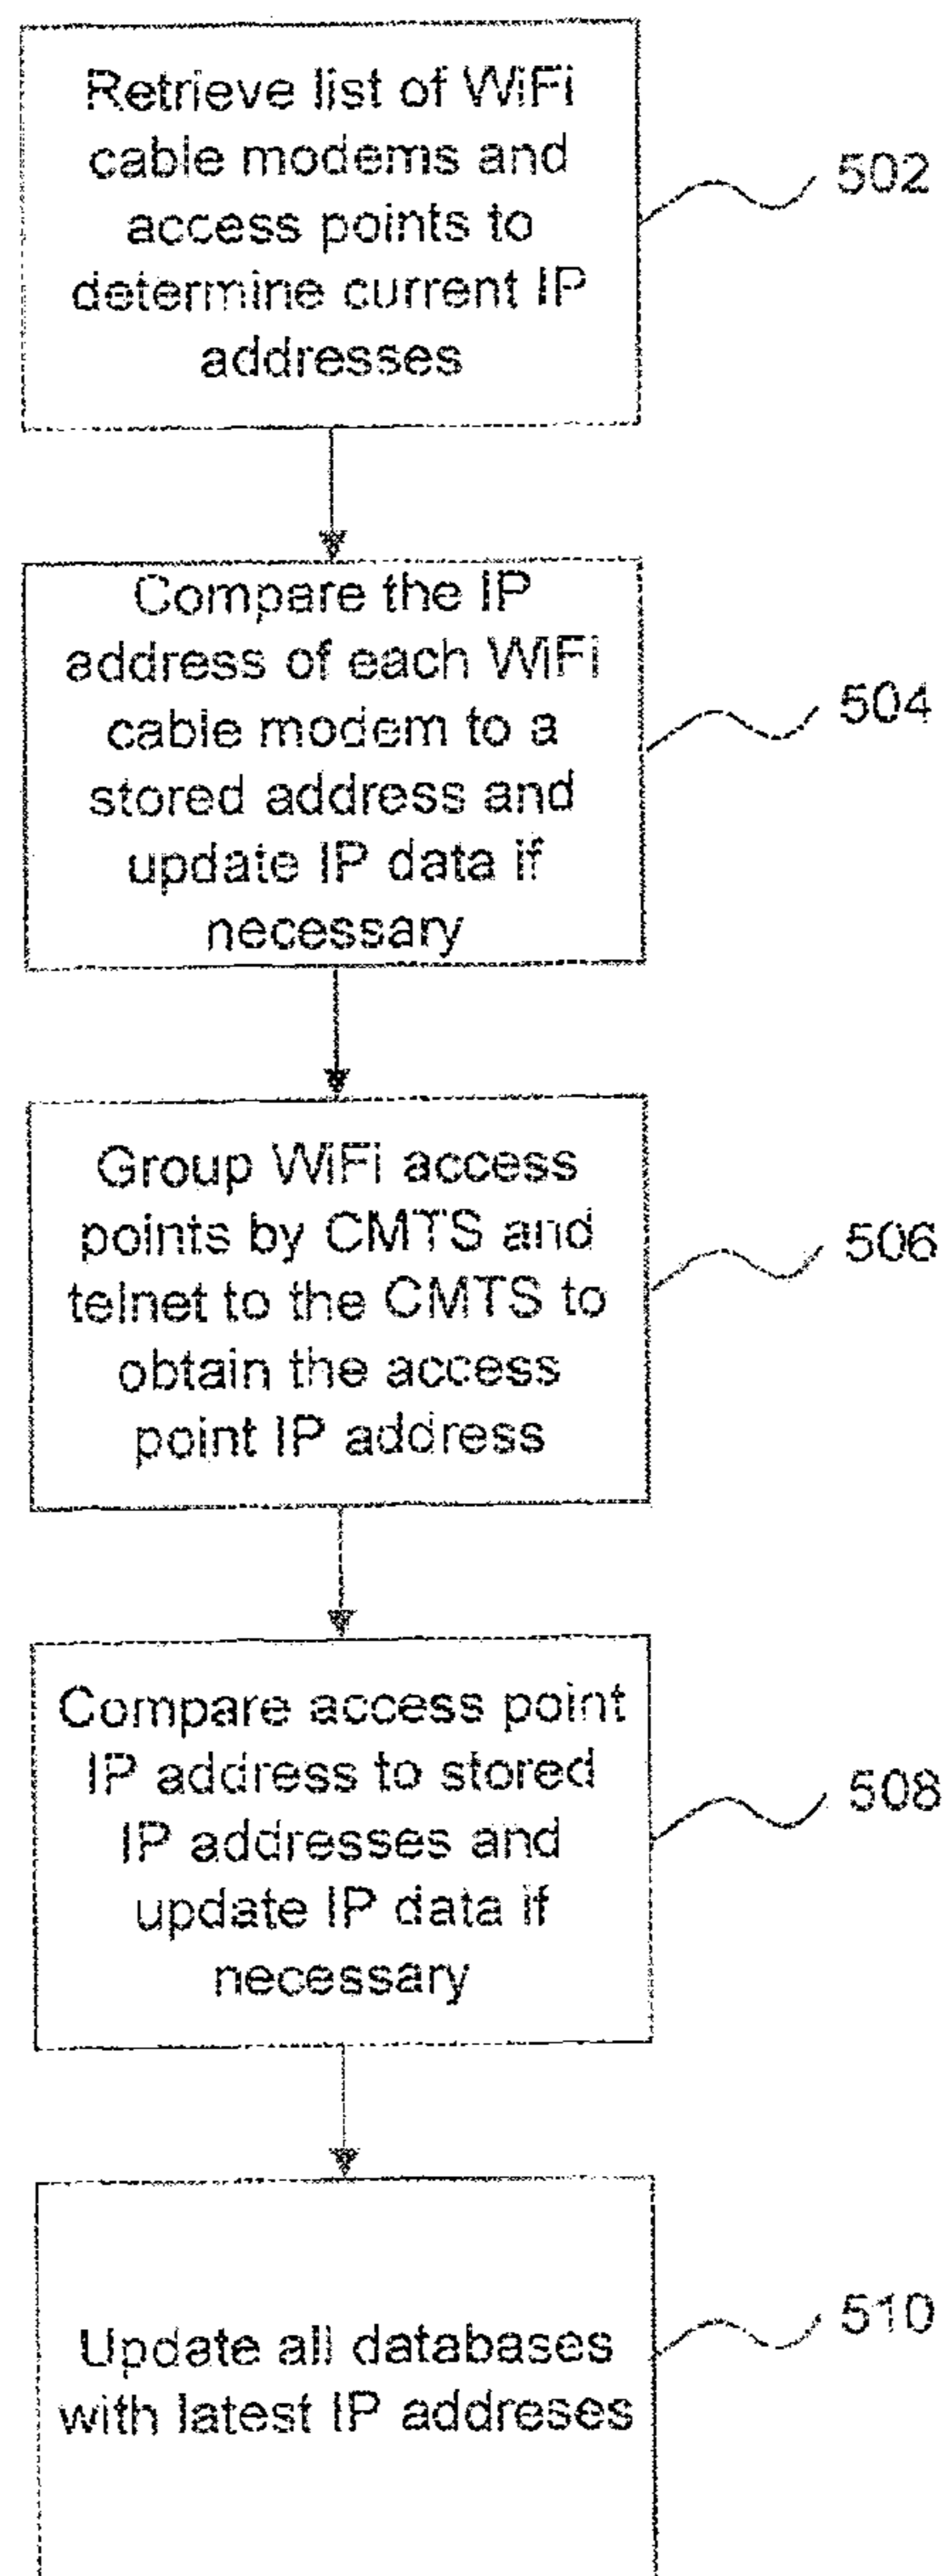 Retrieve list of WiFi
cable modems and
access points to
determine current IP
addresses
502
Compare the IP
address of each WiFi
cable modem to a
stored address and
update IP data if
necessary
504
Group WiFi access
points by CMTS and
telnet to the CMTS to
obtain the access
point IP address
506
Compare access point
IP address to stored
IP addresses and
update IP data if
necessary
508
Update all databases
with latest IP addreses
510